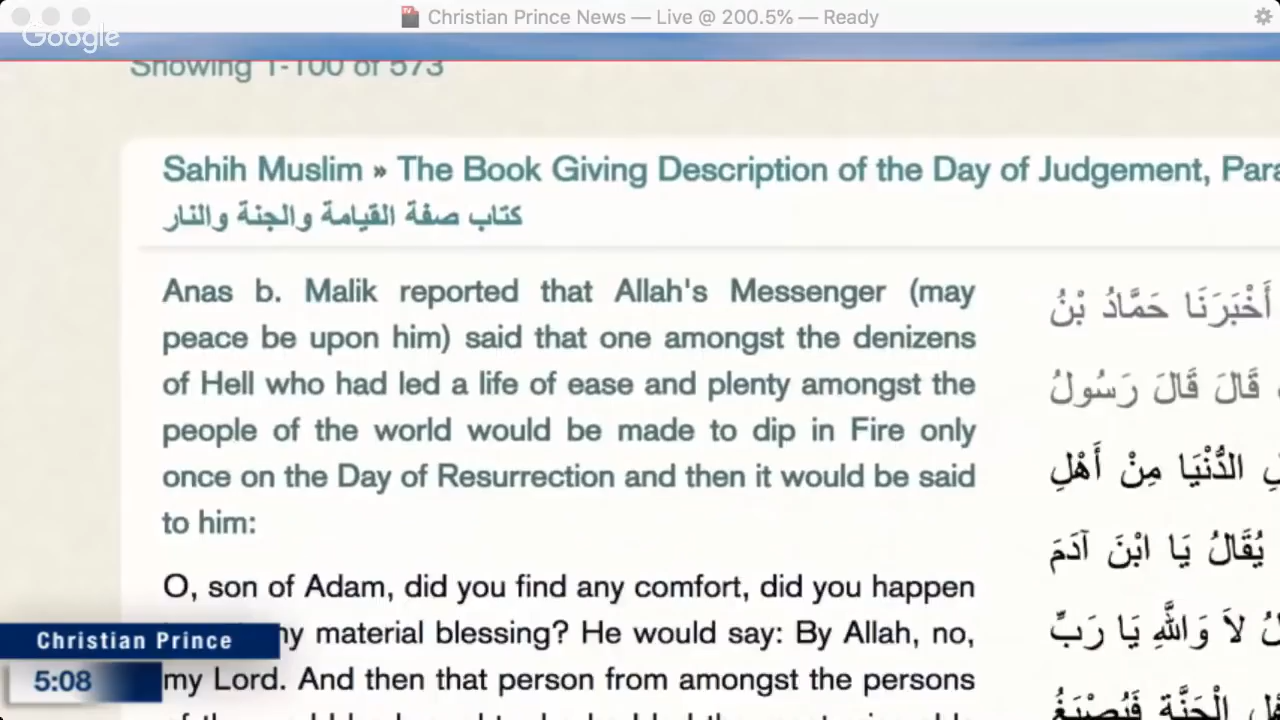 Christian Prince News — Live @ 200.5% — Ready
Google
Showing 1-100 of 573
Sahih Muslim » The Book Giving Description of the Day of Judgement,
كتاب صفة القيامة والجنة والنار
Anas b. Malik reported that Allah's Messenger (may
peace be upon him) said that one amongst the denizens
of Hell who had led a life of ease and plenty amongst the
people of the world would be made to dip in Fire only
once on the Day of Resurrection and then it would be said
to him:
O, son of Adam, did you find any comfort, did you happen
material blessing? He would say: By Allah, no,
my Lord. And then that person from amongst the persons
أَخْبَرَنَا حَمَّادُ بْنُ
قَالَ قَالَ رَسُولُ
الدُّنْيَا مِنْ أَهْلِ
يُقَالُ يَا ابْنَ آدَمَ
لاَ وَاللَّهِ يَا رَبِّ
الْجَنَّةِ فَيُصْبَغُ
Christian Prince
5:08